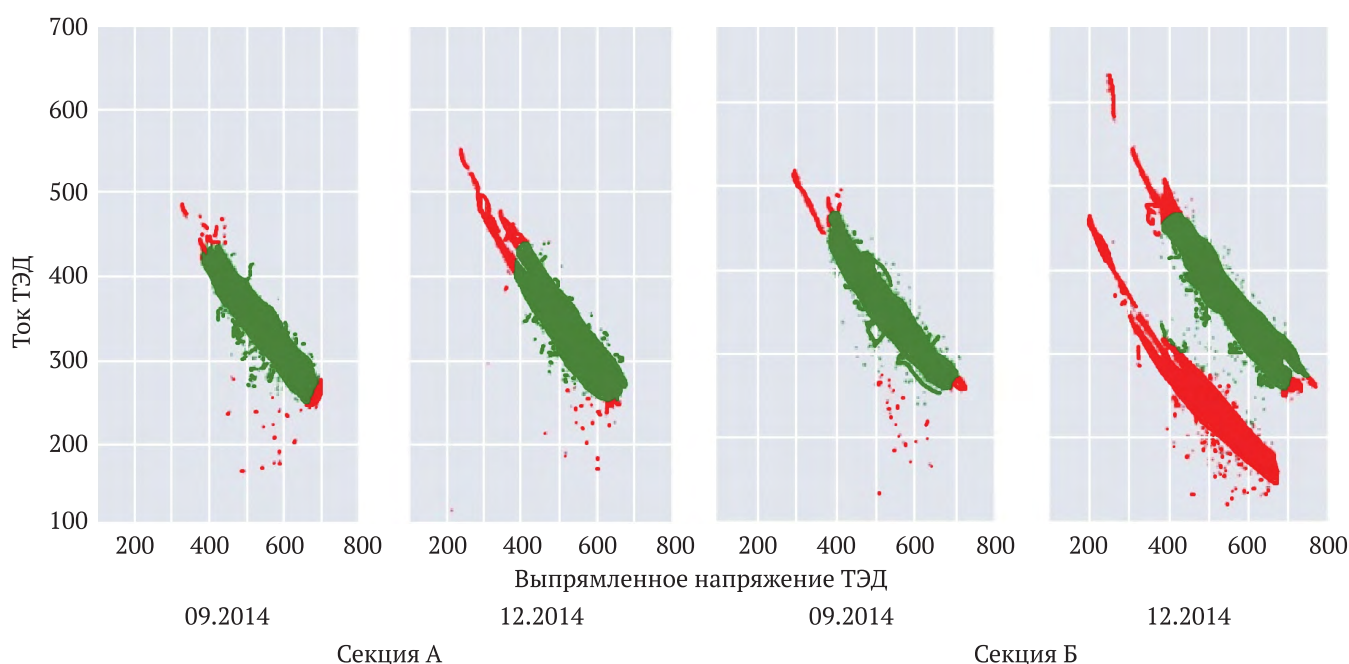 700
600
500
400
300
200
100
Ток ТЭД
200 400 600 800 200 400 600 800 200 400 600 800 200 400 600 800
Выпрямленное напряжение ТЭД
09.2014 12.2014 09.2014 12.2014
Секция А Секция Б